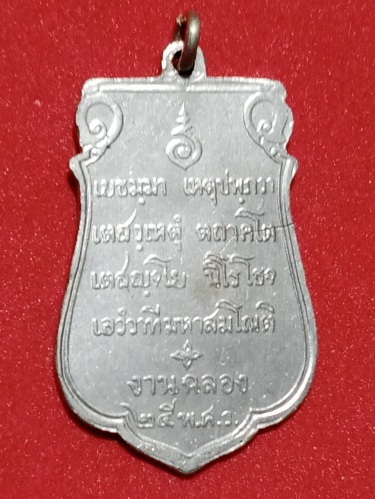 เยธมฺมา เหตุปฺพภวา
เตสํเหตุํ ตถาคโต
เตสญฺจโย นิโรโธจ
เอวํวาทีมหาสมโณติ
งานฉลอง
๒๕ พ.ศ.ว.